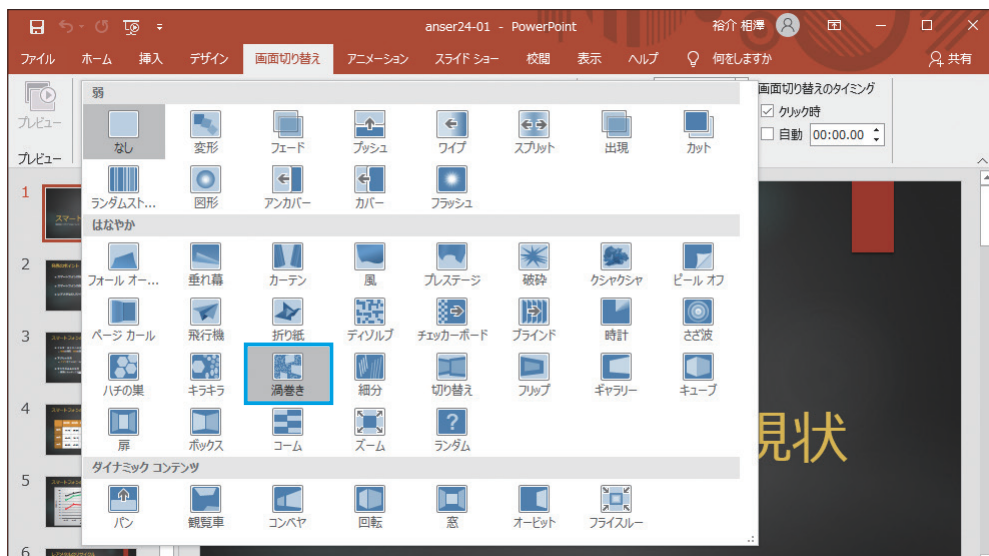 anser24-01 - PowerPoint 裕介 相澤
ファイル ホーム 挿入 デザイン 画面切り替え アニメーション スライド ショー 校閲 表示 ヘルプ 何をしますか 共有
プレビュー
プレビュー
画面切り替えのタイミング
クリック時
自動 00:00.00
弱
なし 変形 フェード プッシュ ワイプ スプリット 出現 カット
ランダムスト... 図形 アンカバー カバー フラッシュ
はなやか
フォール オー... 垂れ幕 カーテン 風 プレステージ 破砕 クシャクシャ ピール オフ
ページ カール 飛行機 折り紙 ディゾルブ チェッカーボード ブラインド 時計 さざ波
ハチの巣 キラキラ 渦巻き 細分 切り替え フリップ ギャラリー キューブ
扉 ボックス コーム ズーム ランダム
ダイナミック コンテンツ
パン 観覧車 コンベヤ 回転 窓 オービット フライスルー
1
2
3
4
5
6
現状